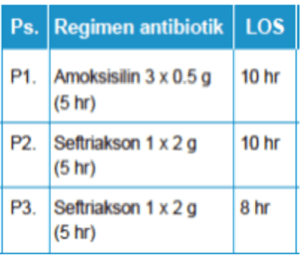 Ps. Regimen antibiotik LOS
P1. Amoksisilin 3 x 0.5 g 10 hr
(5 hr)
P2. Seftriakson 1 x 2 g 10 hr
(5 hr)
P3. Seftriakson 1 x 2 g 8 hr
(5 hr)